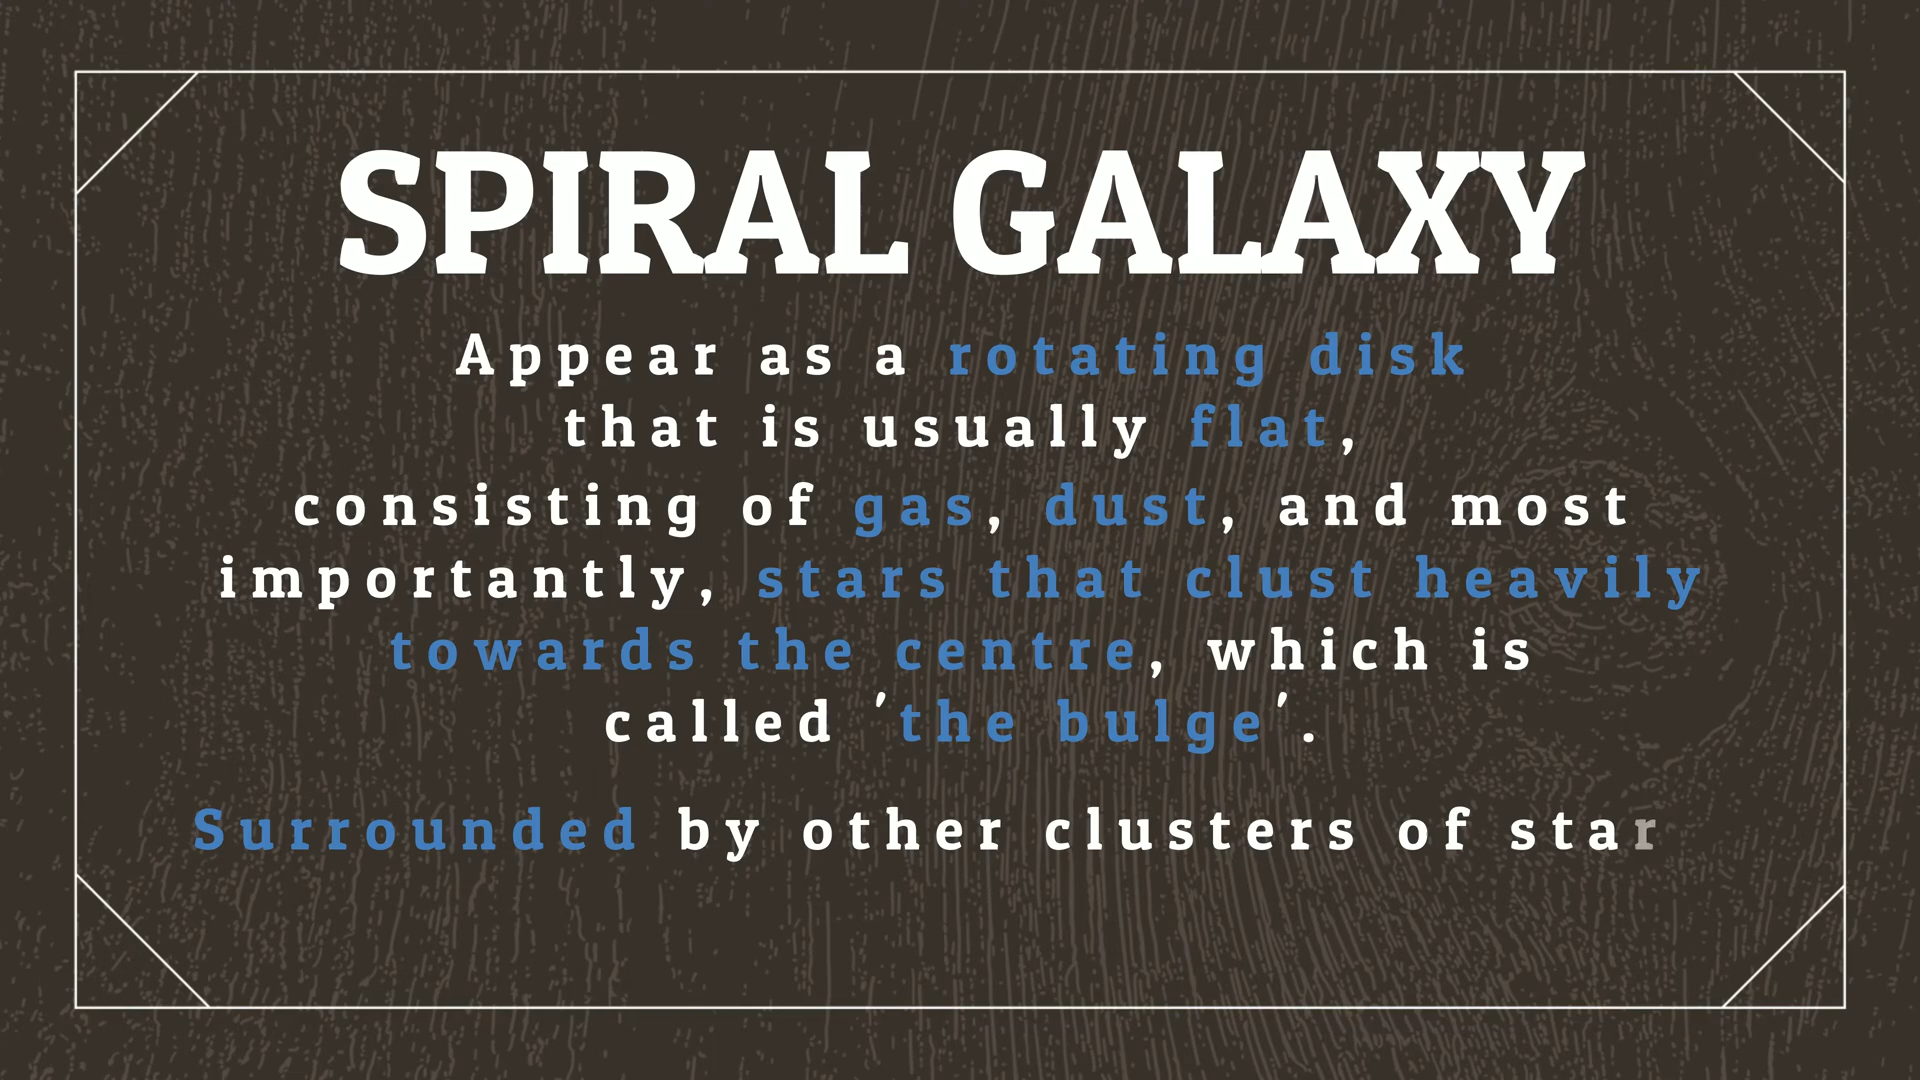 SPIRAL GALAXY
Appear as a rotating disk
that is usually flat,
consisting of gas, dust, and most
importantly, stars that clust heavily
towards the centre, which is
called 'the bulge'.
Surrounded by other clusters of star